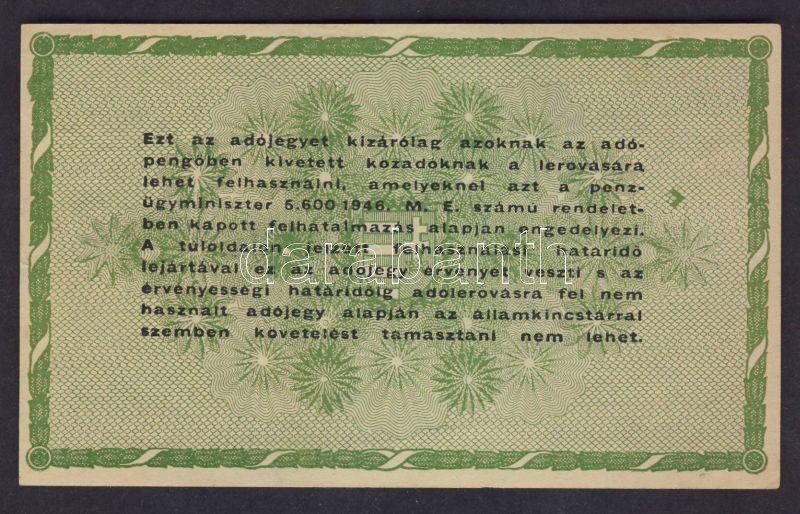 Ezt az adójegyet kizárólag azoknak az adó-
pengőben kivetett közadóknak a lerovására
lehet felhasználni, amelyeknél azt a pénz-
ügyminiszter 5.600 1946. M. E. számú rendelet-
ben kapott felhatalmazás alapján engedélyezi.
A túloldalon jelzett felhasználási határidő
lejártával ez az adójegy érvényét veszti s az
érvényességi határidőig adólerovásra fel nem
használt adójegy alapján az államkincstárral
szemben követelést támasztani nem lehet.
darabanth